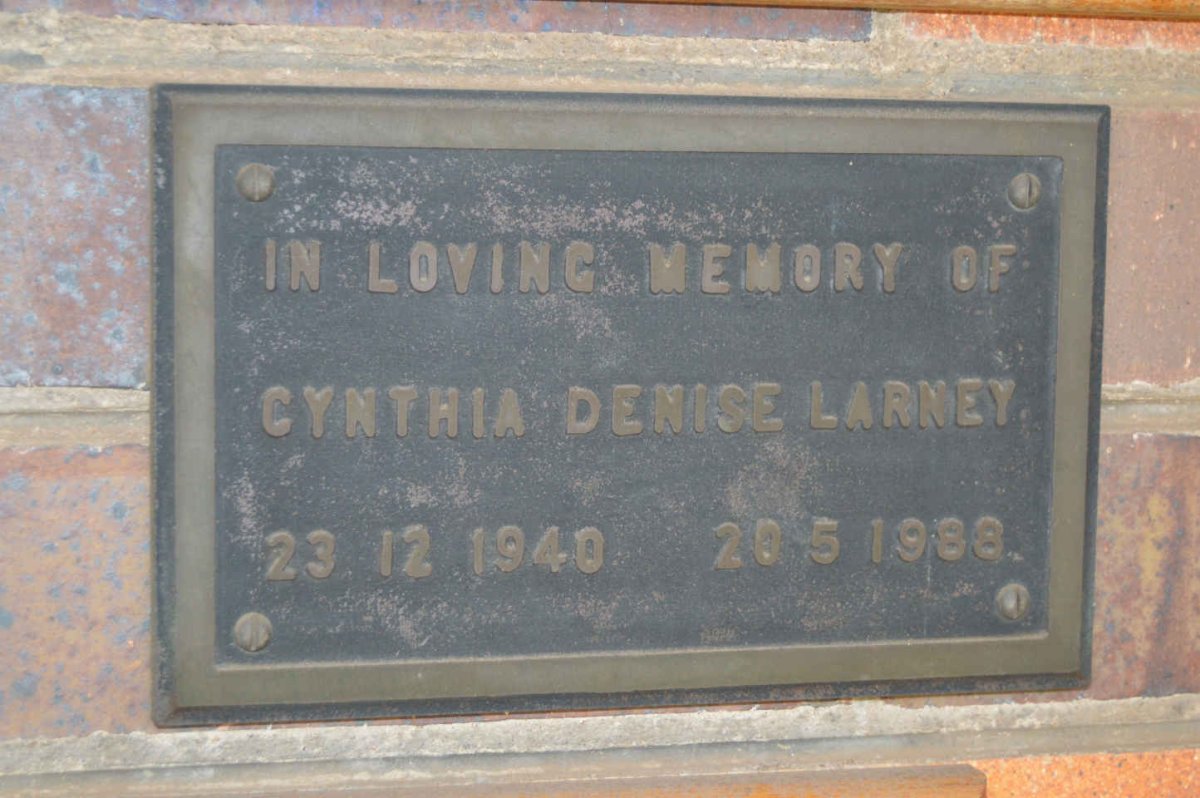 IN LOVING MEMORY OF
CYNTHIA DENISE LARNEY
23 12 1940 20 5 1988